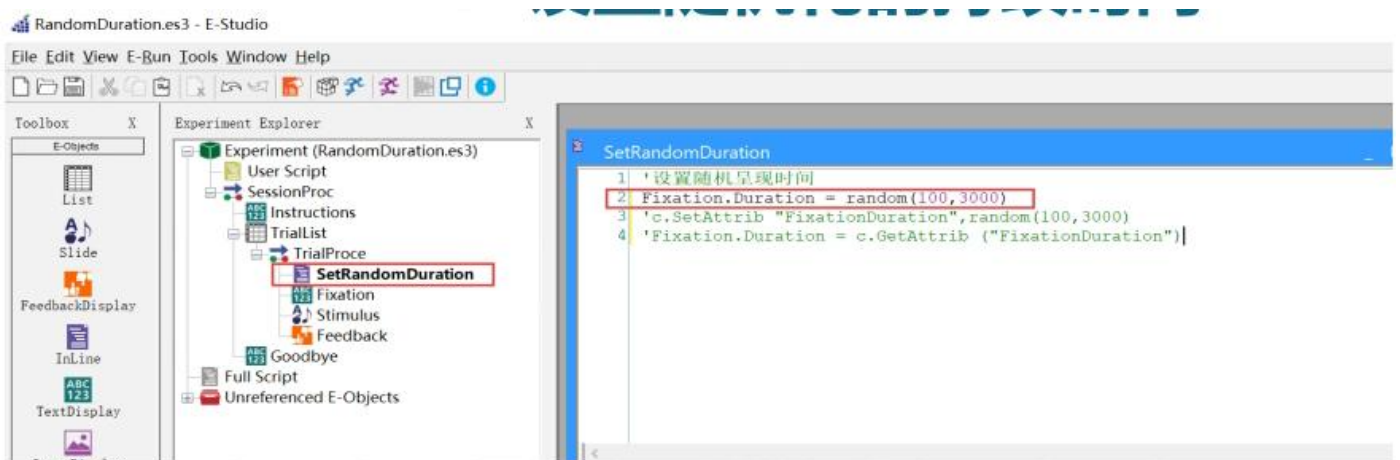 RandomDuration.es3 - E-Studio
File Edit View E-Run Tools Window Help
Toolbox X
E-Objects
List
Slide
FeedbackDisplay
InLine
ABC
123
TextDisplay
Experiment Explorer X
Experiment (RandomDuration.es3)
User Script
SessionProc
Instructions
TrialList
TrialProce
SetRandomDuration
Fixation
Stimulus
Feedback
Goodbye
Full Script
Unreferenced E-Objects
SetRandomDuration
1 '设置随机呈现时间
2 Fixation.Duration = random(100,3000)
3 'c.SetAttrib "FixationDuration",random(100,3000)
4 'Fixation.Duration = c.GetAttrib ("FixationDuration")